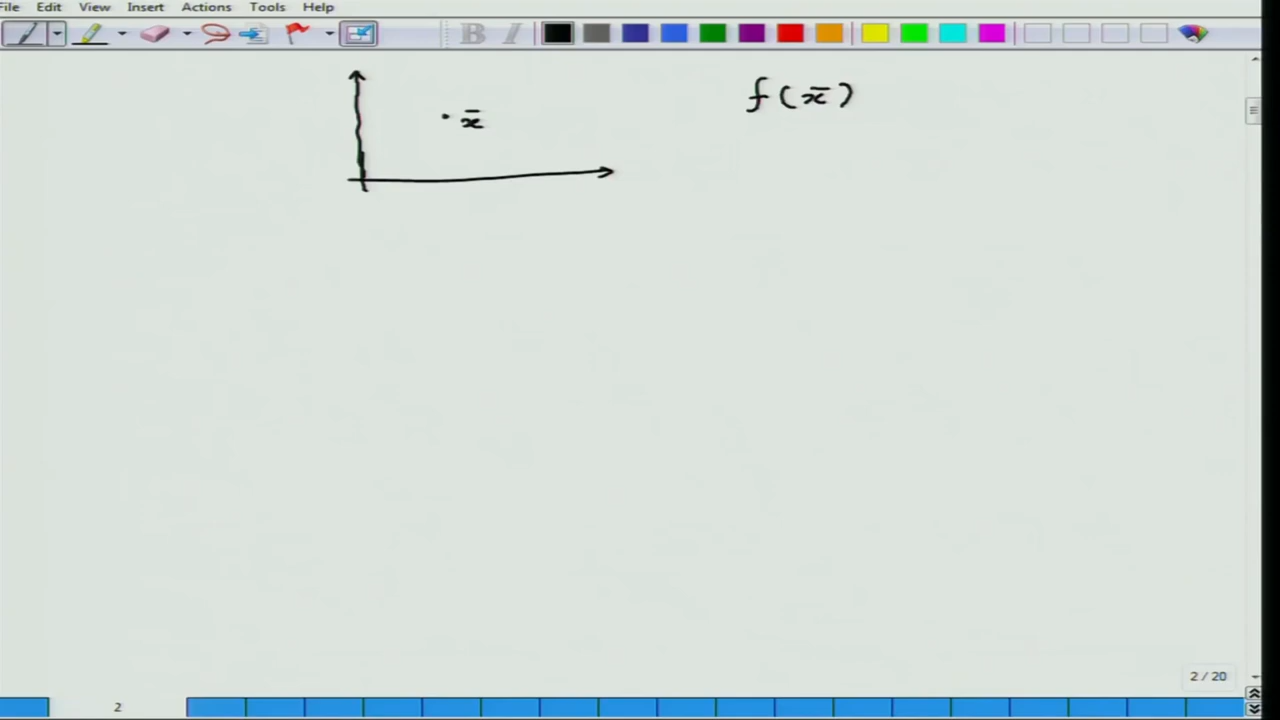 File Edit View Insert Actions Tools Help
B I
f(x̄)
x̄
2 / 20
2